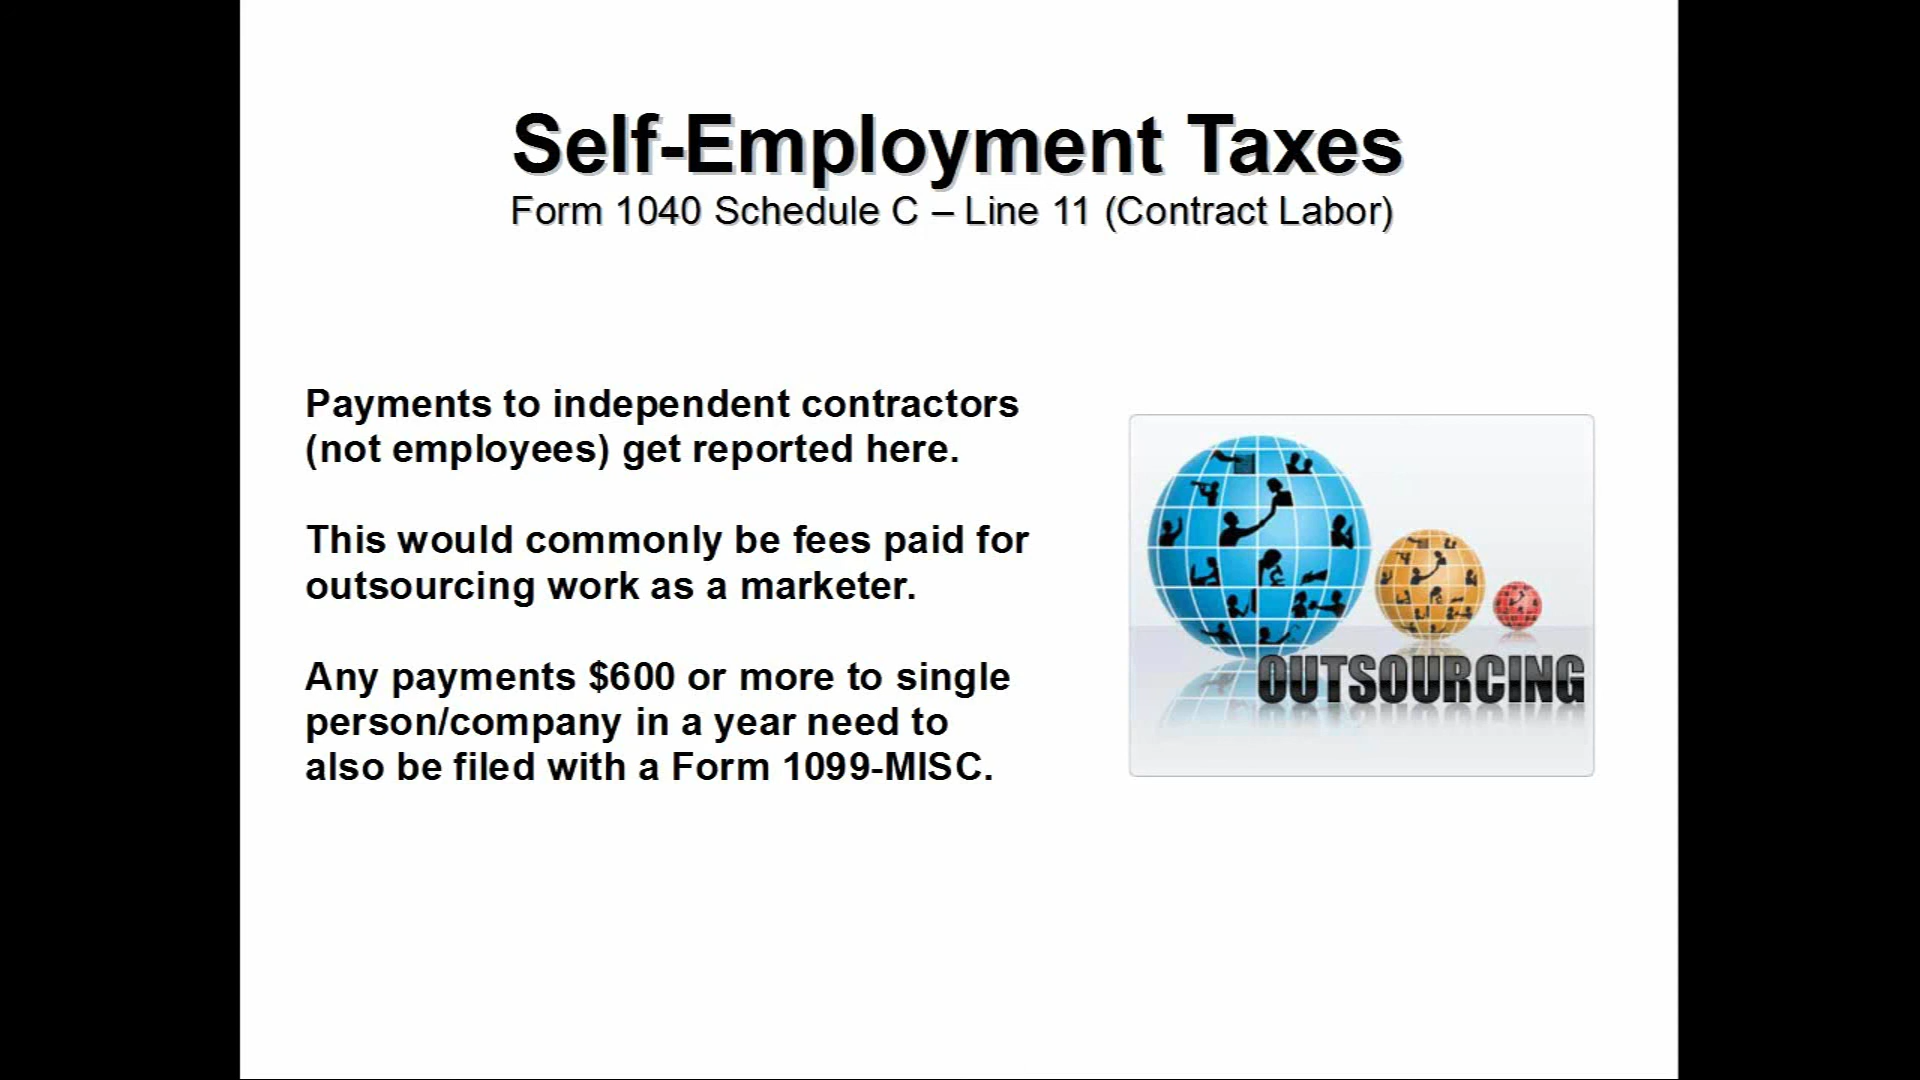 Self-Employment Taxes
Form 1040 Schedule C – Line 11 (Contract Labor)
Payments to independent contractors
(not employees) get reported here.
This would commonly be fees paid for
outsourcing work as a marketer.
Any payments $600 or more to single
person/company in a year need to
also be filed with a Form 1099-MISC.
OUTSOURCING